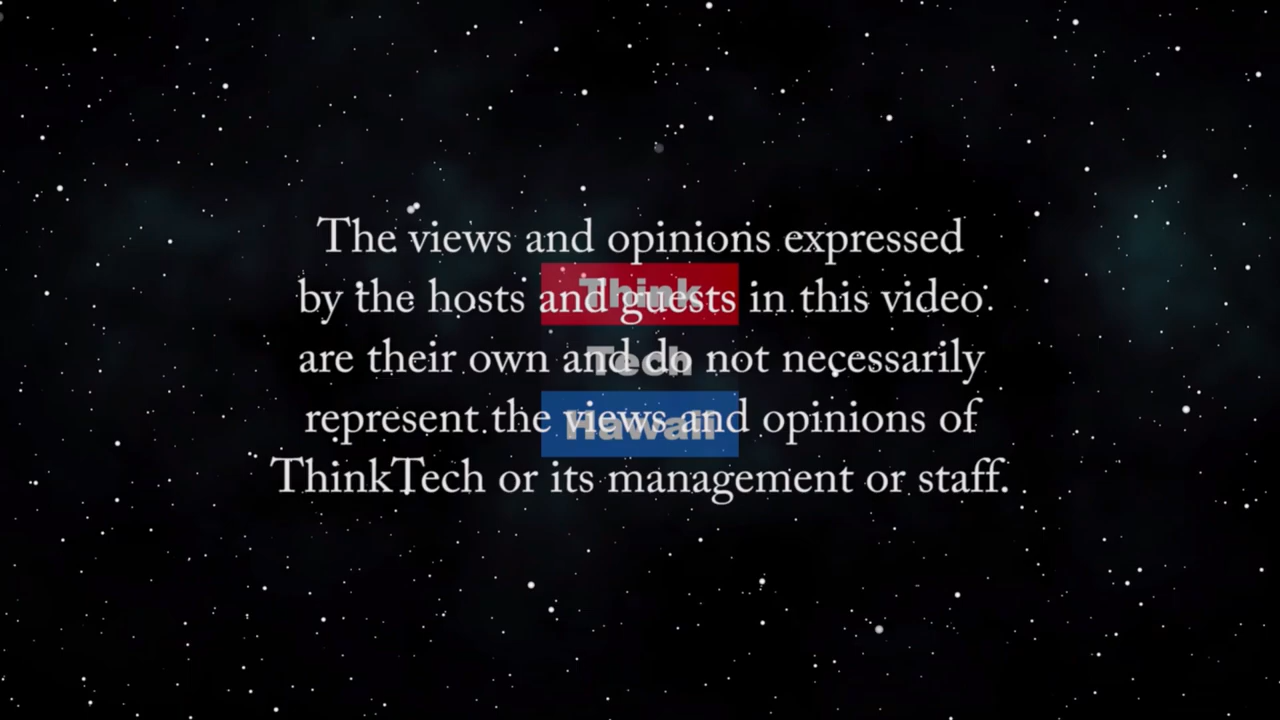 The views and opinions expressed
by the hosts and guests in this video
are their own and do not necessarily
represent the views and opinions of
ThinkTech or its management or staff.
Think
Tech
Hawaii